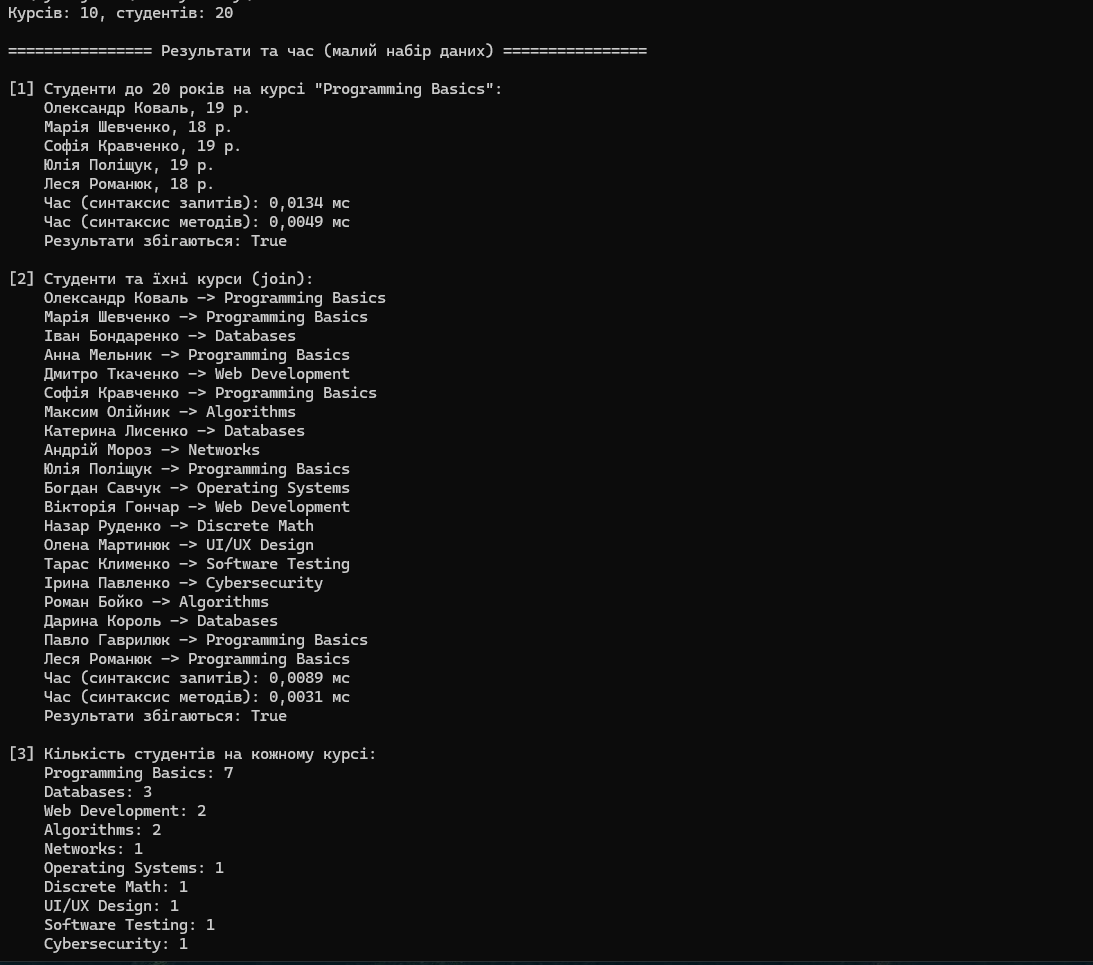 Курсів: 10, студентів: 20
================ Результати та час (малий набір даних) ================
[1] Студенти до 20 років на курсі "Programming Basics":
Олександр Коваль, 19 р.
Марія Шевченко, 18 р.
Софія Кравченко, 19 р.
Юлія Поліщук, 19 р.
Леся Романюк, 18 р.
Час (синтаксис запитів): 0,0134 мс
Час (синтаксис методів): 0,0049 мс
Результати збігаються: True
[2] Студенти та їхні курси (join):
Олександр Коваль -> Programming Basics
Марія Шевченко -> Programming Basics
Іван Бондаренко -> Databases
Анна Мельник -> Programming Basics
Дмитро Ткаченко -> Web Development
Софія Кравченко -> Programming Basics
Максим Олійник -> Algorithms
Катерина Лисенко -> Databases
Андрій Мороз -> Networks
Юлія Поліщук -> Programming Basics
Богдан Савчук -> Operating Systems
Вікторія Гончар -> Web Development
Назар Руденко -> Discrete Math
Олена Мартинюк -> UI/UX Design
Тарас Клименко -> Software Testing
Ірина Павленко -> Cybersecurity
Роман Бойко -> Algorithms
Дарина Король -> Databases
Павло Гаврилюк -> Programming Basics
Леся Романюк -> Programming Basics
Час (синтаксис запитів): 0,0089 мс
Час (синтаксис методів): 0,0031 мс
Результати збігаються: True
[3] Кількість студентів на кожному курсі:
Programming Basics: 7
Databases: 3
Web Development: 2
Algorithms: 2
Networks: 1
Operating Systems: 1
Discrete Math: 1
UI/UX Design: 1
Software Testing: 1
Cybersecurity: 1